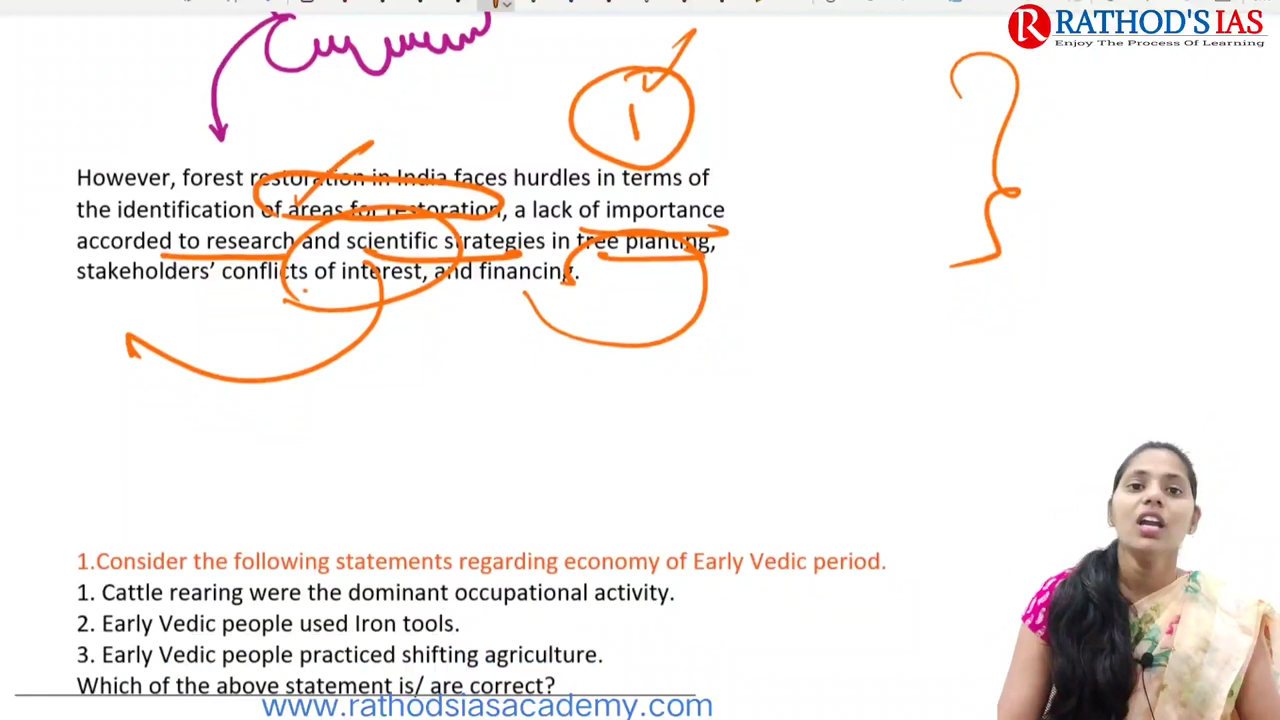 RATHOD'S IAS
Enjoy The Process Of Learning
1
However, forest restoration in India faces hurdles in terms of
the identification of areas for restoration, a lack of importance
accorded to research and scientific strategies in tree planting,
stakeholders’ conflicts of interest, and financing.
1.Consider the following statements regarding economy of Early Vedic period.
1. Cattle rearing were the dominant occupational activity.
2. Early Vedic people used Iron tools.
3. Early Vedic people practiced shifting agriculture.
Which of the above statement is/ are correct?
www.rathodsiasacademy.com